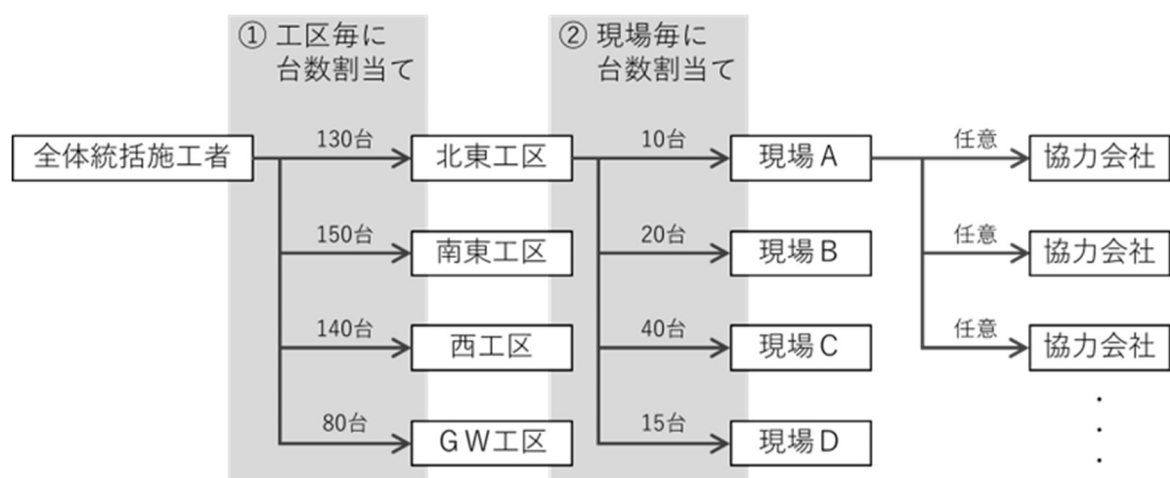 ① 工区毎に
台数割当て
② 現場毎に
台数割当て
全体統括施工者
130台
北東工区
10台
現場A
任意
協力会社
150台
南東工区
20台
現場B
任意
協力会社
140台
西工区
40台
現場C
任意
協力会社
80台
GW工区
15台
現場D
・
・
・